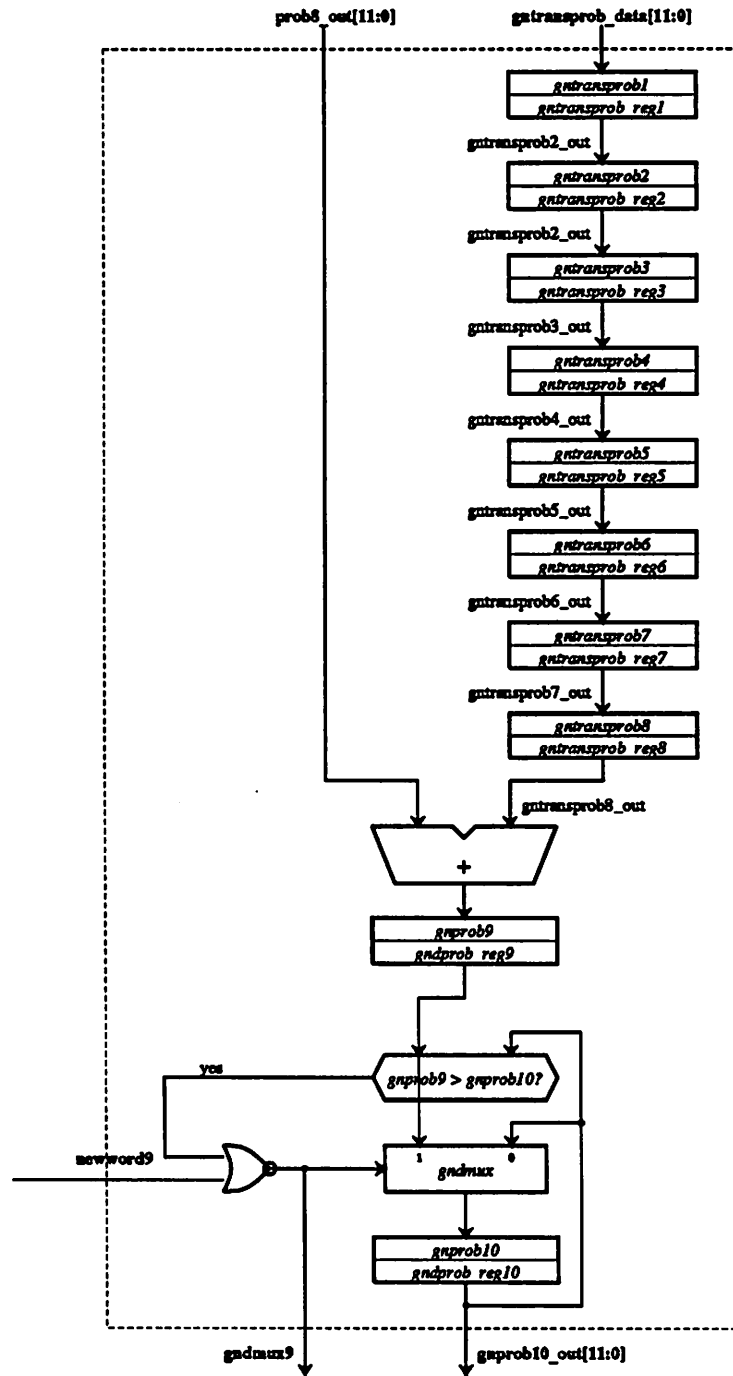 prob8_out[11:0]
gntransprob_data[11:0]
gntransprob1
gntransprob_reg1
gntransprob2_out
gntransprob2
gntransprob_reg2
gntransprob2_out
gntransprob3
gntransprob_reg3
gntransprob3_out
gntransprob4
gntransprob_reg4
gntransprob4_out
gntransprob5
gntransprob_reg5
gntransprob5_out
gntransprob6
gntransprob_reg6
gntransprob6_out
gntransprob7
gntransprob_reg7
gntransprob7_out
gntransprob8
gntransprob_reg8
gntransprob8_out
+
gnprob9
gndprob_reg9
yes
gnprob9 > gnprob10?
newword9
1 0
gndmux
gnprob10
gndprob_reg10
gndmux9
gnprob10_out[11:0]